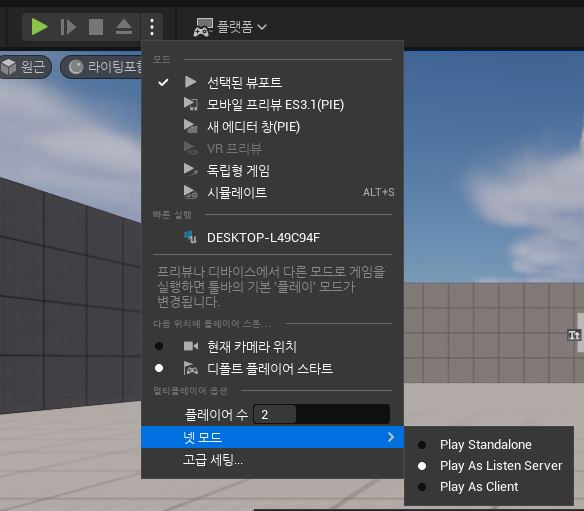 플랫폼
원근
라이팅포함
모드
선택된 뷰포트
모바일 프리뷰 ES3.1(PIE)
새 에디터 창(PIE)
VR 프리뷰
독립형 게임
시뮬레이트 ALT+S
빠른 실행
DESKTOP-L49C94F
프리뷰나 디바이스에서 다른 모드로 게임을
실행하면 툴바의 기본 '플레이' 모드가
변경됩니다.
다음 위치에 플레이어 스폰...
현재 카메라 위치
디폴트 플레이어 스타트
멀티플레이어 옵션
플레이어 수 2
넷 모드
고급 세팅...
Play Standalone
Play As Listen Server
Play As Client
Tt